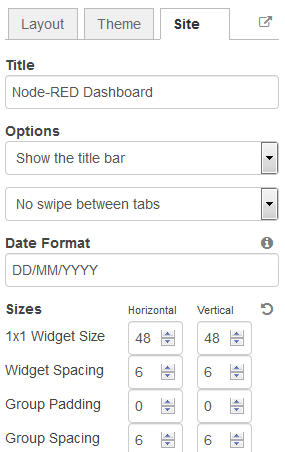 Layout Theme Site
Title
Node-RED Dashboard
Options
Show the title bar
No swipe between tabs
Date Format
DD/MM/YYYY
Sizes Horizontal Vertical
1x1 Widget Size 48 48
Widget Spacing 6 6
Group Padding 0 0
Group Spacing 6 6